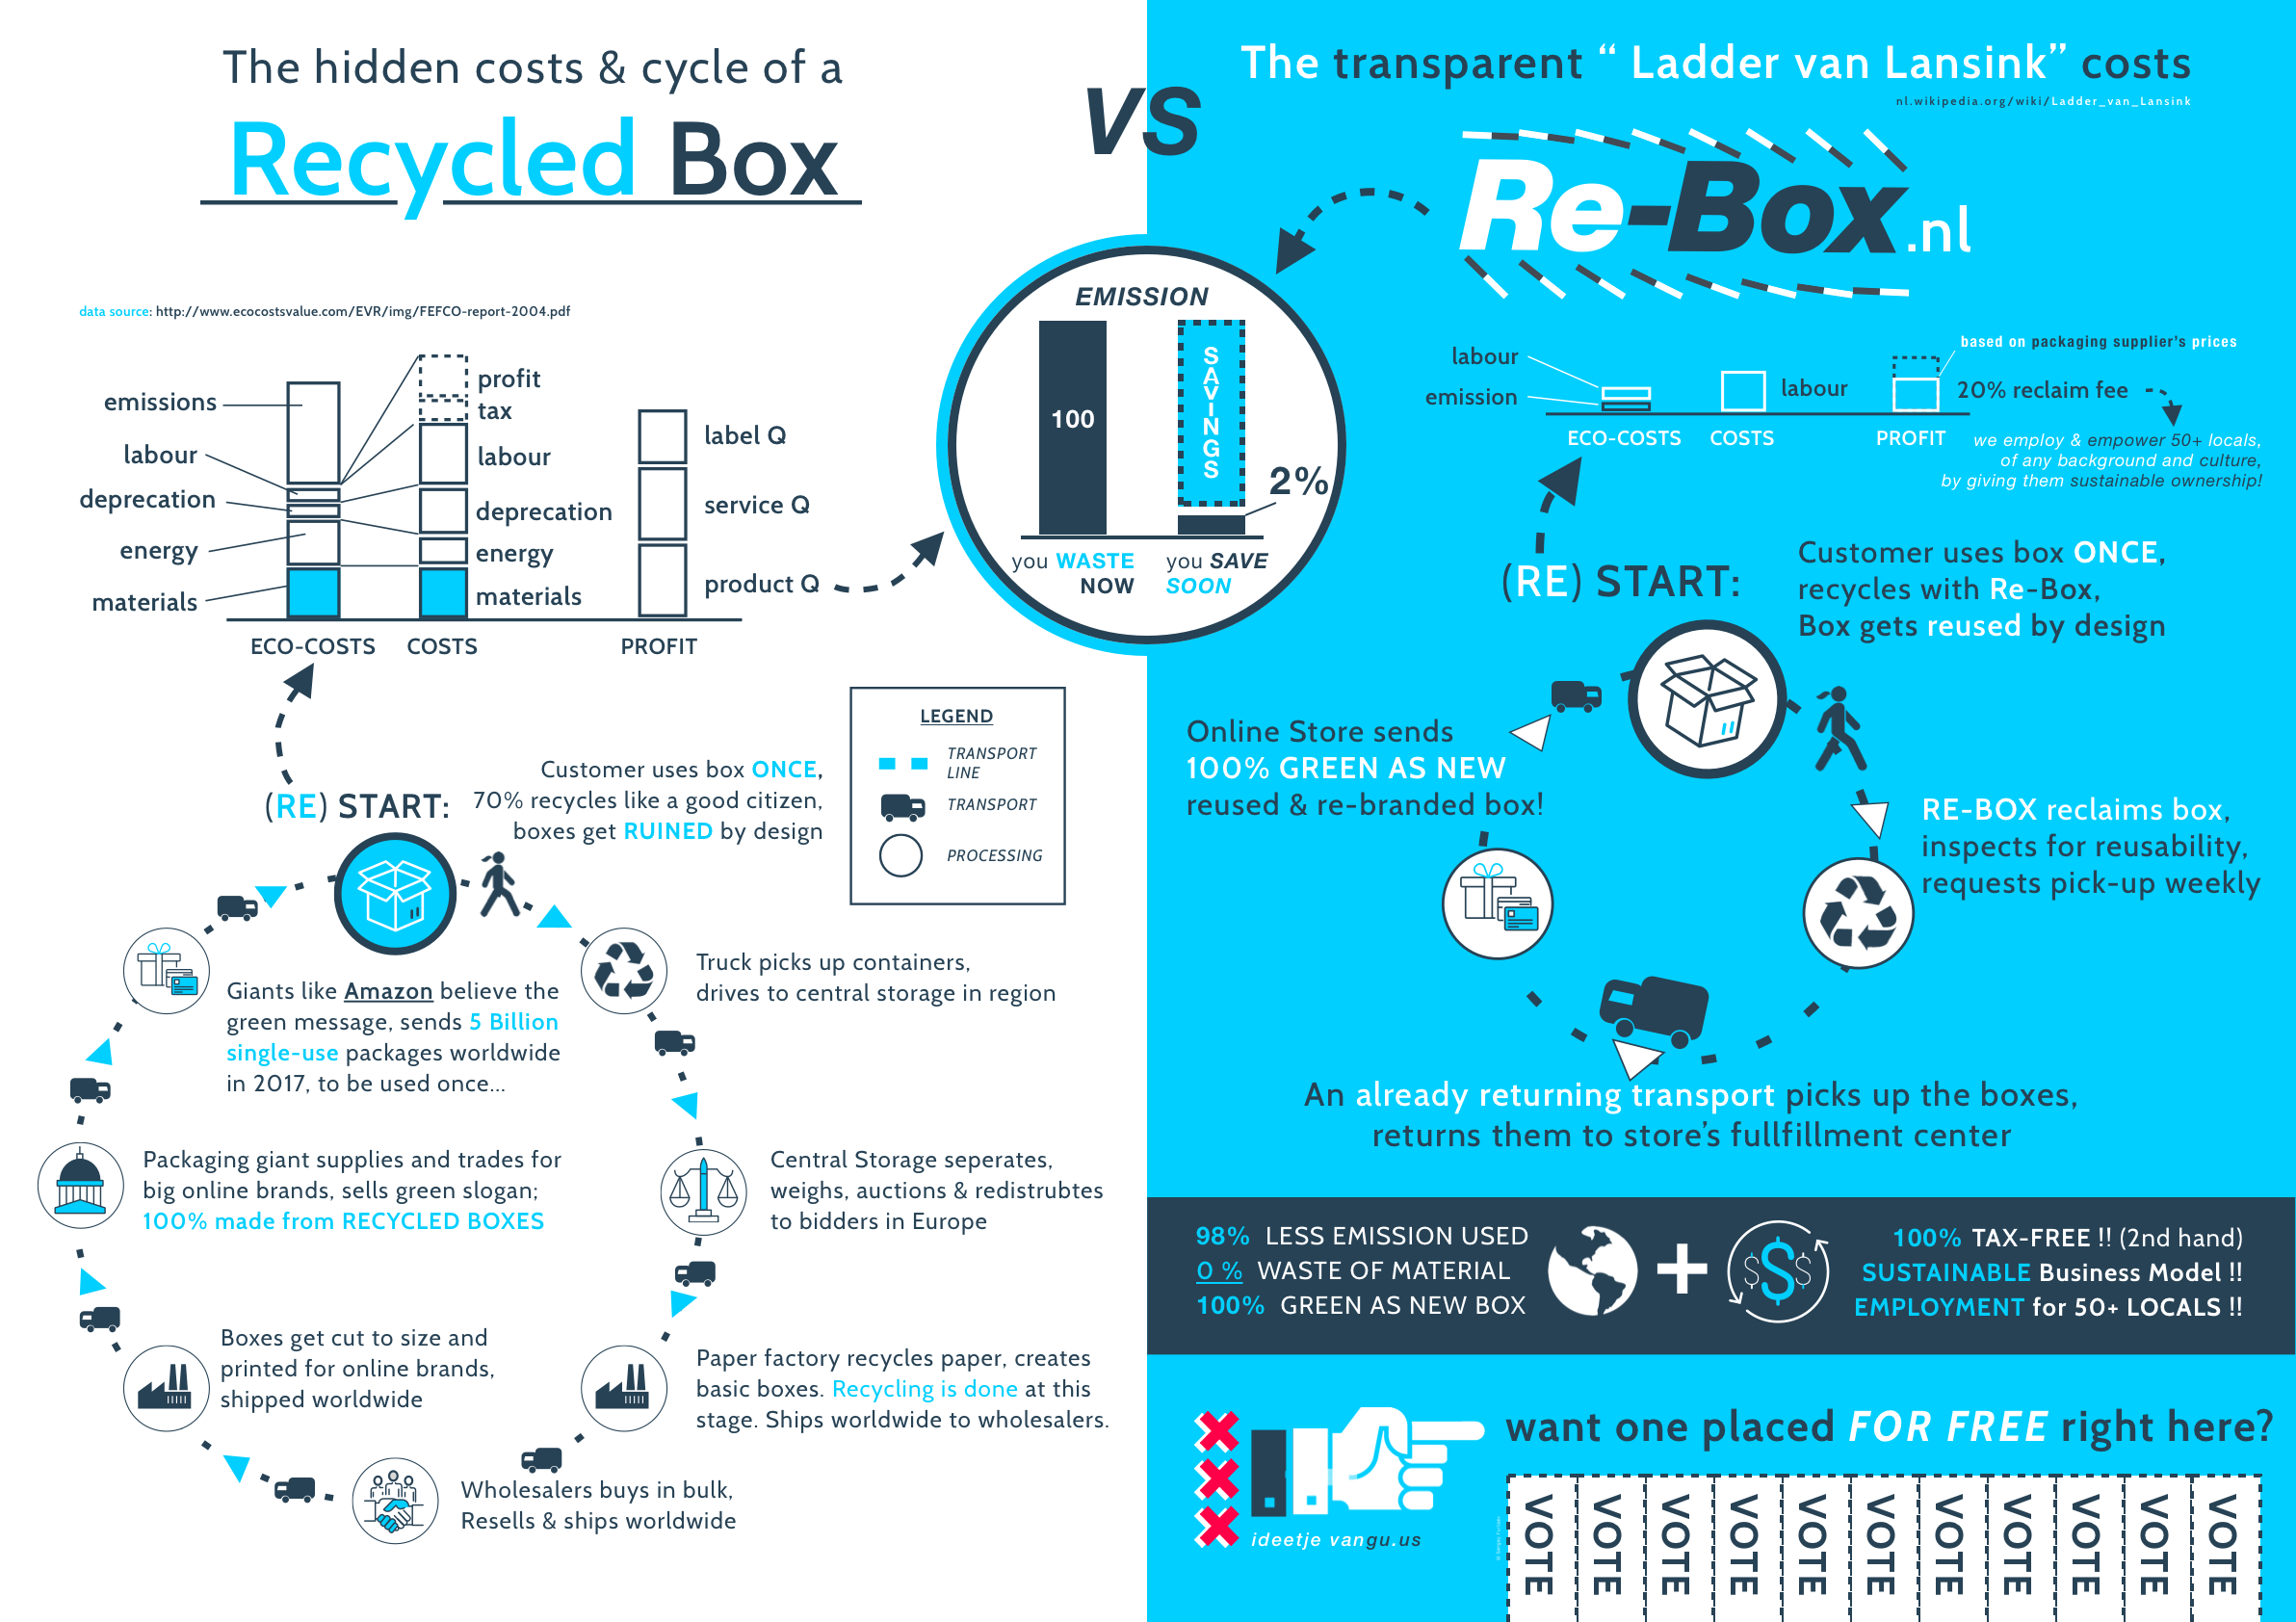 The hidden costs & cycle of a
Recycled Box
VS
data source: http://www.ecocostsvalue.com/EVR/img/FEFCO-report-2004.pdf
emissions
labour
deprecation
energy
materials
profit
tax
labour
deprecation
energy
materials
label Q
service Q
product Q
ECO-COSTS COSTS PROFIT
EMISSION
100
SAVINGS
2%
you WASTE
NOW
you SAVE
SOON
LEGEND
TRANSPORT
LINE
TRANSPORT
PROCESSING
(RE) START:
Customer uses box ONCE,
70% recycles like a good citizen,
boxes get RUINED by design
Truck picks up containers,
drives to central storage in region
Central Storage seperates,
weighs, auctions & redistrubtes
to bidders in Europe
Paper factory recycles paper, creates
basic boxes. Recycling is done at this
stage. Ships worldwide to wholesalers.
Wholesalers buys in bulk,
Resells & ships worldwide
Boxes get cut to size and
printed for online brands,
shipped worldwide
Packaging giant supplies and trades for
big online brands, sells green slogan;
100% made from RECYCLED BOXES
Giants like Amazon believe the
green message, sends 5 Billion
single-use packages worldwide
in 2017, to be used once...
The transparent “ Ladder van Lansink” costs
nl.wikipedia.org/wiki/Ladder_van_Lansink
Re-Box.nl
labour
emission
labour
based on packaging supplier's prices
20% reclaim fee
ECO-COSTS COSTS PROFIT
we employ & empower 50+ locals,
of any background and culture,
by giving them sustainable ownership!
(RE) START:
Customer uses box ONCE,
recycles with Re-Box,
Box gets reused by design
RE-BOX reclaims box,
inspects for reusability,
requests pick-up weekly
An already returning transport picks up the boxes,
returns them to store's fullfillment center
Online Store sends
100% GREEN AS NEW
reused & re-branded box!
98% LESS EMISSION USED
0 % WASTE OF MATERIAL
100% GREEN AS NEW BOX
+
$$$
100% TAX-FREE !! (2nd hand)
SUSTAINABLE Business Model !!
EMPLOYMENT for 50+ LOCALS !!
ideetje vangu.us
want one placed FOR FREE right here?
VOTE
VOTE
VOTE
VOTE
VOTE
VOTE
VOTE
VOTE
VOTE
VOTE
VOTE